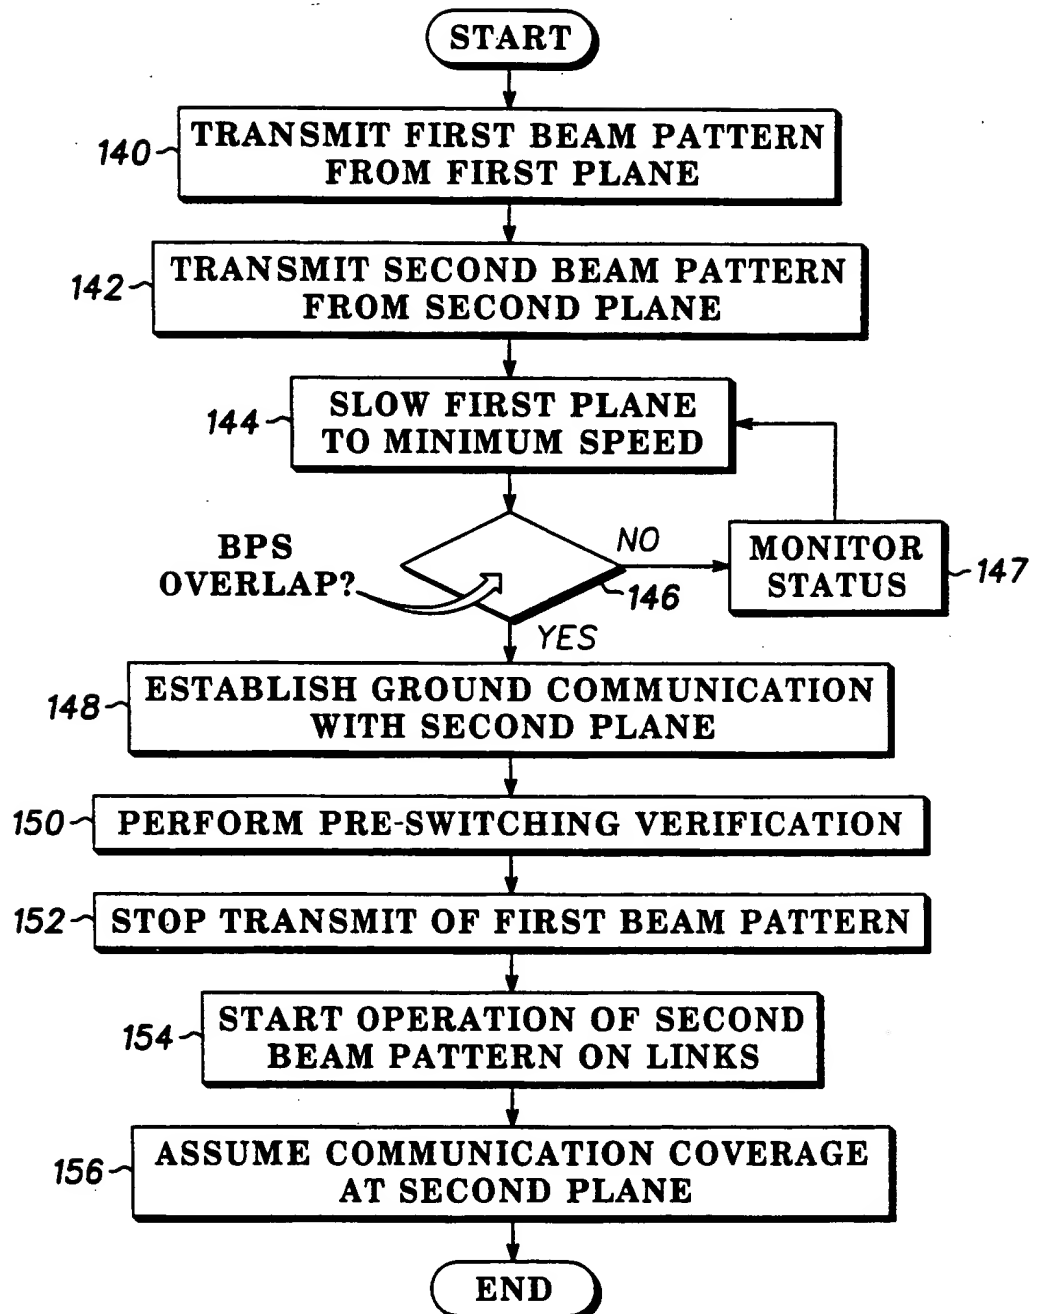 START
140
TRANSMIT FIRST BEAM PATTERN
FROM FIRST PLANE
142
TRANSMIT SECOND BEAM PATTERN
FROM SECOND PLANE
144
SLOW FIRST PLANE
TO MINIMUM SPEED
BPS
OVERLAP?
146
NO
MONITOR
STATUS
147
YES
148
ESTABLISH GROUND COMMUNICATION
WITH SECOND PLANE
150
PERFORM PRE-SWITCHING VERIFICATION
152
STOP TRANSMIT OF FIRST BEAM PATTERN
154
START OPERATION OF SECOND
BEAM PATTERN ON LINKS
156
ASSUME COMMUNICATION COVERAGE
AT SECOND PLANE
END